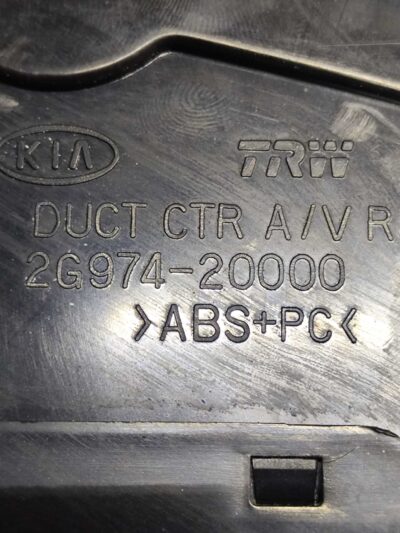 KIA TRW
DUCT CTR A/V R
2G974-20000
>ABS+PC<